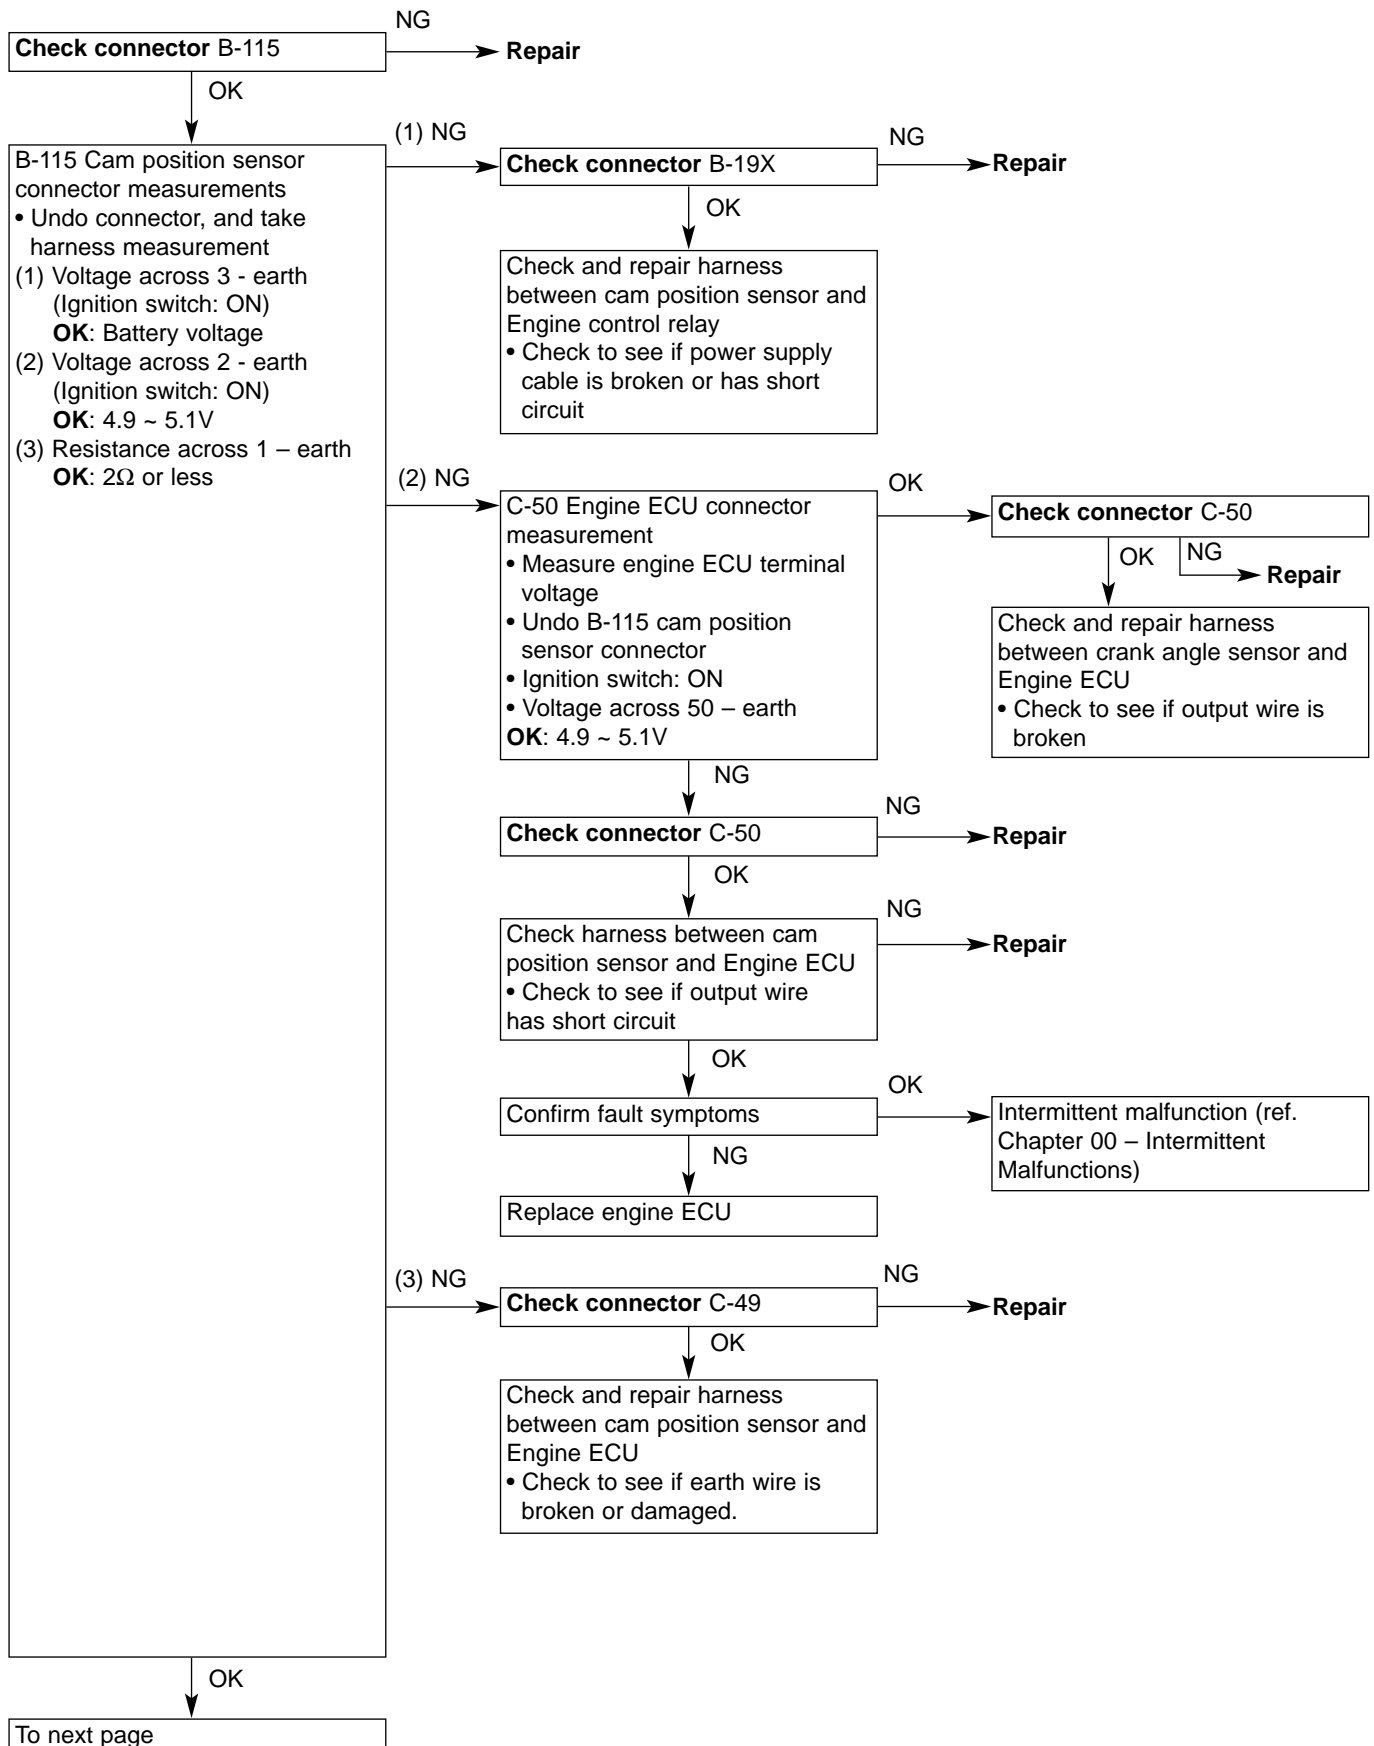 NG
Check connector B-115
Repair
OK
B-115 Cam position sensor
connector measurements
• Undo connector, and take
harness measurement
(1) Voltage across 3 - earth
(Ignition switch: ON)
OK: Battery voltage
(2) Voltage across 2 - earth
(Ignition switch: ON)
OK: 4.9 ~ 5.1V
(3) Resistance across 1 – earth
OK: 2Ω or less
(1) NG
Check connector B-19X
NG
Repair
OK
Check and repair harness
between cam position sensor and
Engine control relay
• Check to see if power supply
cable is broken or has short
circuit
(2) NG
C-50 Engine ECU connector
measurement
• Measure engine ECU terminal
voltage
• Undo B-115 cam position
sensor connector
• Ignition switch: ON
• Voltage across 50 – earth
OK: 4.9 ~ 5.1V
OK
Check connector C-50
OK
NG
Repair
Check and repair harness
between crank angle sensor and
Engine ECU
• Check to see if output wire is
broken
NG
Check connector C-50
NG
Repair
OK
Check harness between cam
position sensor and Engine ECU
• Check to see if output wire
has short circuit
NG
Repair
OK
Confirm fault symptoms
OK
Intermittent malfunction (ref.
Chapter 00 – Intermittent
Malfunctions)
NG
Replace engine ECU
(3) NG
Check connector C-49
NG
Repair
OK
Check and repair harness
between cam position sensor and
Engine ECU
• Check to see if earth wire is
broken or damaged.
OK
To next page